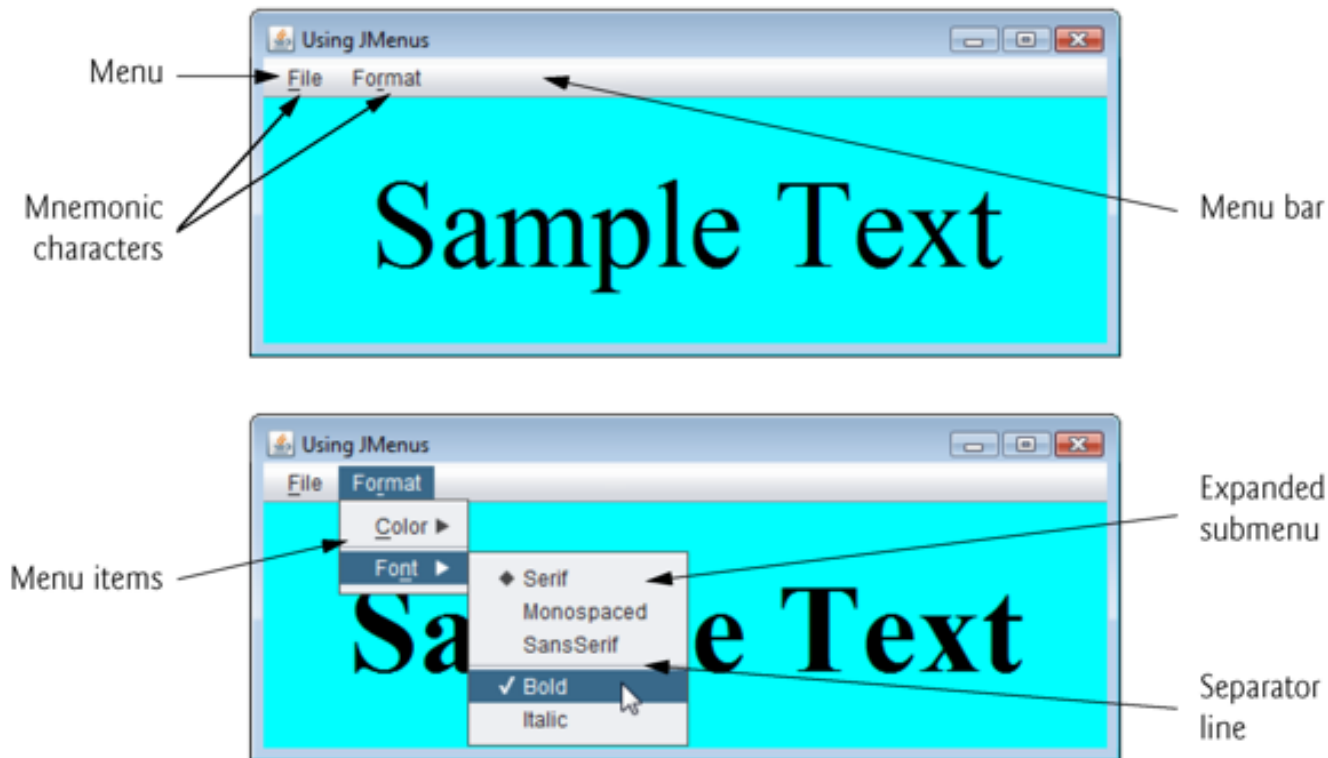 Using JMenus
Menu
File Format
Mnemonic
characters
Sample Text
Menu bar
Using JMenus
File Format
Color
Font
Menu items
Serif
Monospaced
SansSerif
Bold
Italic
Sa e Text
Expanded
submenu
Separator
line